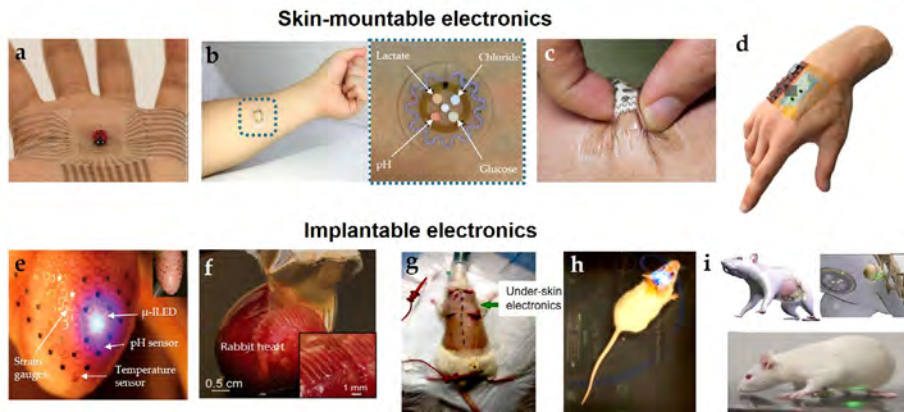 Skin-mountable electronics
a
b
Lactate
Chloride
pH
Glucose
c
d
Implantable electronics
e
μ-ILED
pH sensor
Strain
gauges
Temperature
sensor
f
Rabbit heart
0.5 cm
1 mm
g
Under-skin
electronics
h
i